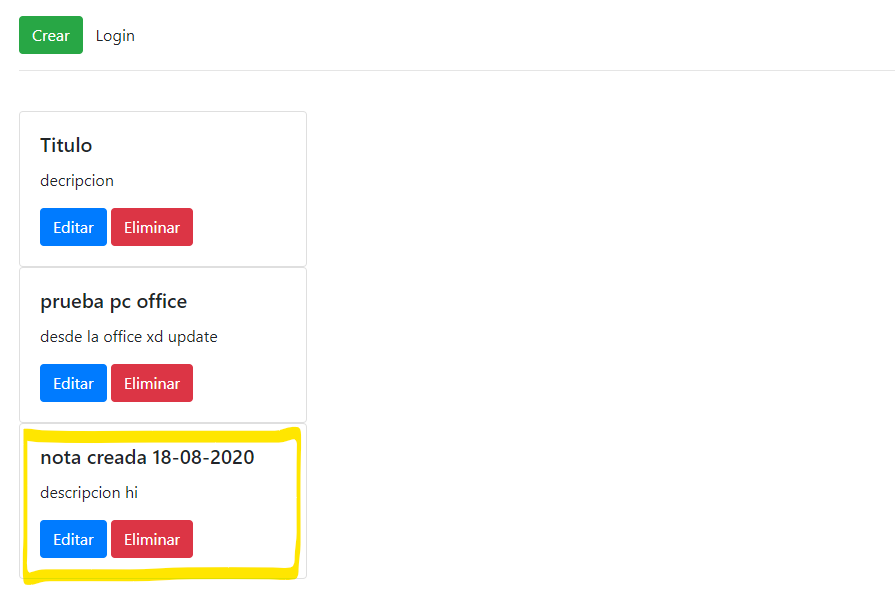 Crear Login
Titulo
decripcion
Editar Eliminar
prueba pc office
desde la office xd update
Editar Eliminar
nota creada 18-08-2020
descripcion hi
Editar Eliminar